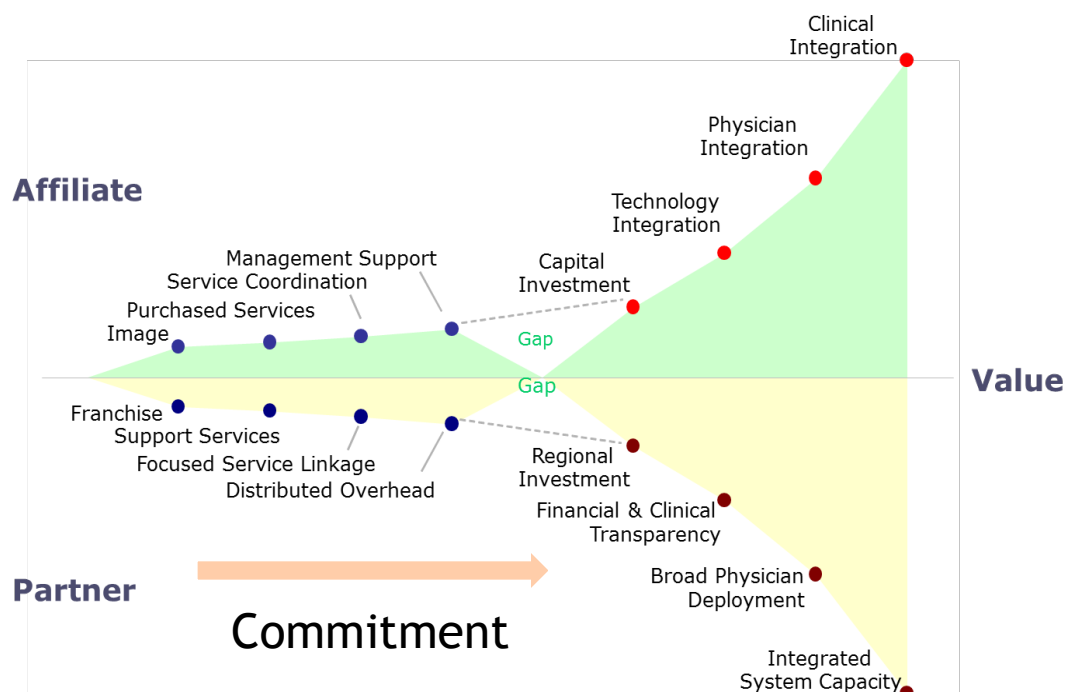 Clinical
Integration
Physician
Integration
Affiliate
Technology
Integration
Management Support
Service Coordination
Capital
Investment
Purchased Services
Image
Gap
Gap
Value
Franchise
Support Services
Focused Service Linkage
Distributed Overhead
Regional
Investment
Financial & Clinical
Transparency
Broad Physician
Deployment
Partner
Commitment
Integrated
System Capacity